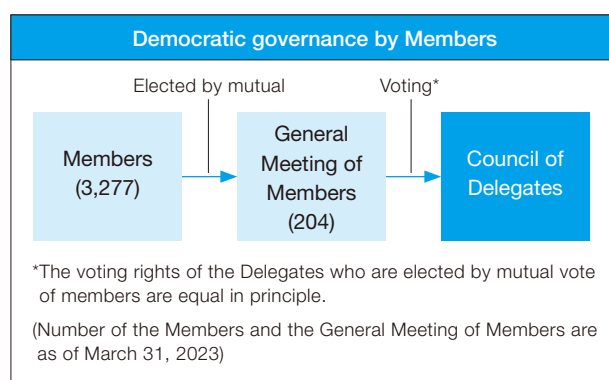 Democratic governance by Members
Elected by mutual
Voting*
Members
(3,277)
General
Meeting of
Members
(204)
Council of
Delegates
*The voting rights of the Delegates who are elected by mutual vote
of members are equal in principle.
(Number of the Members and the General Meeting of Members are
as of March 31, 2023)